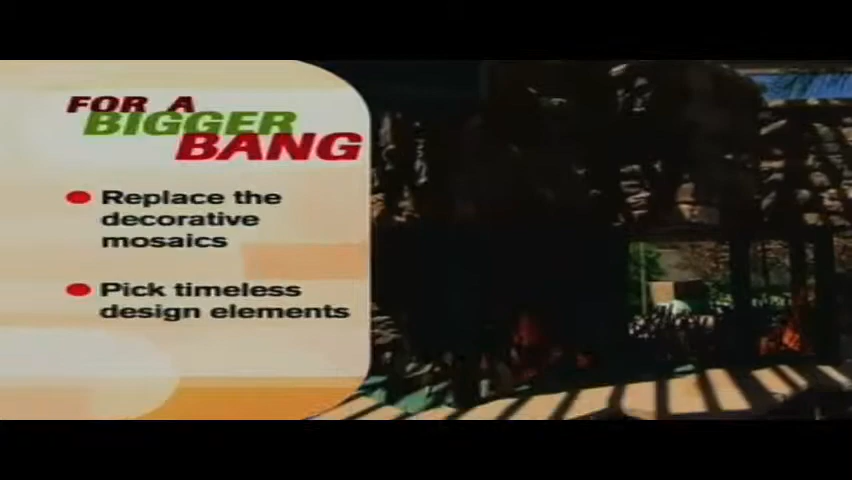 FOR A
BIGGER
BANG
Replace the
decorative
mosaics
Pick timeless
design elements